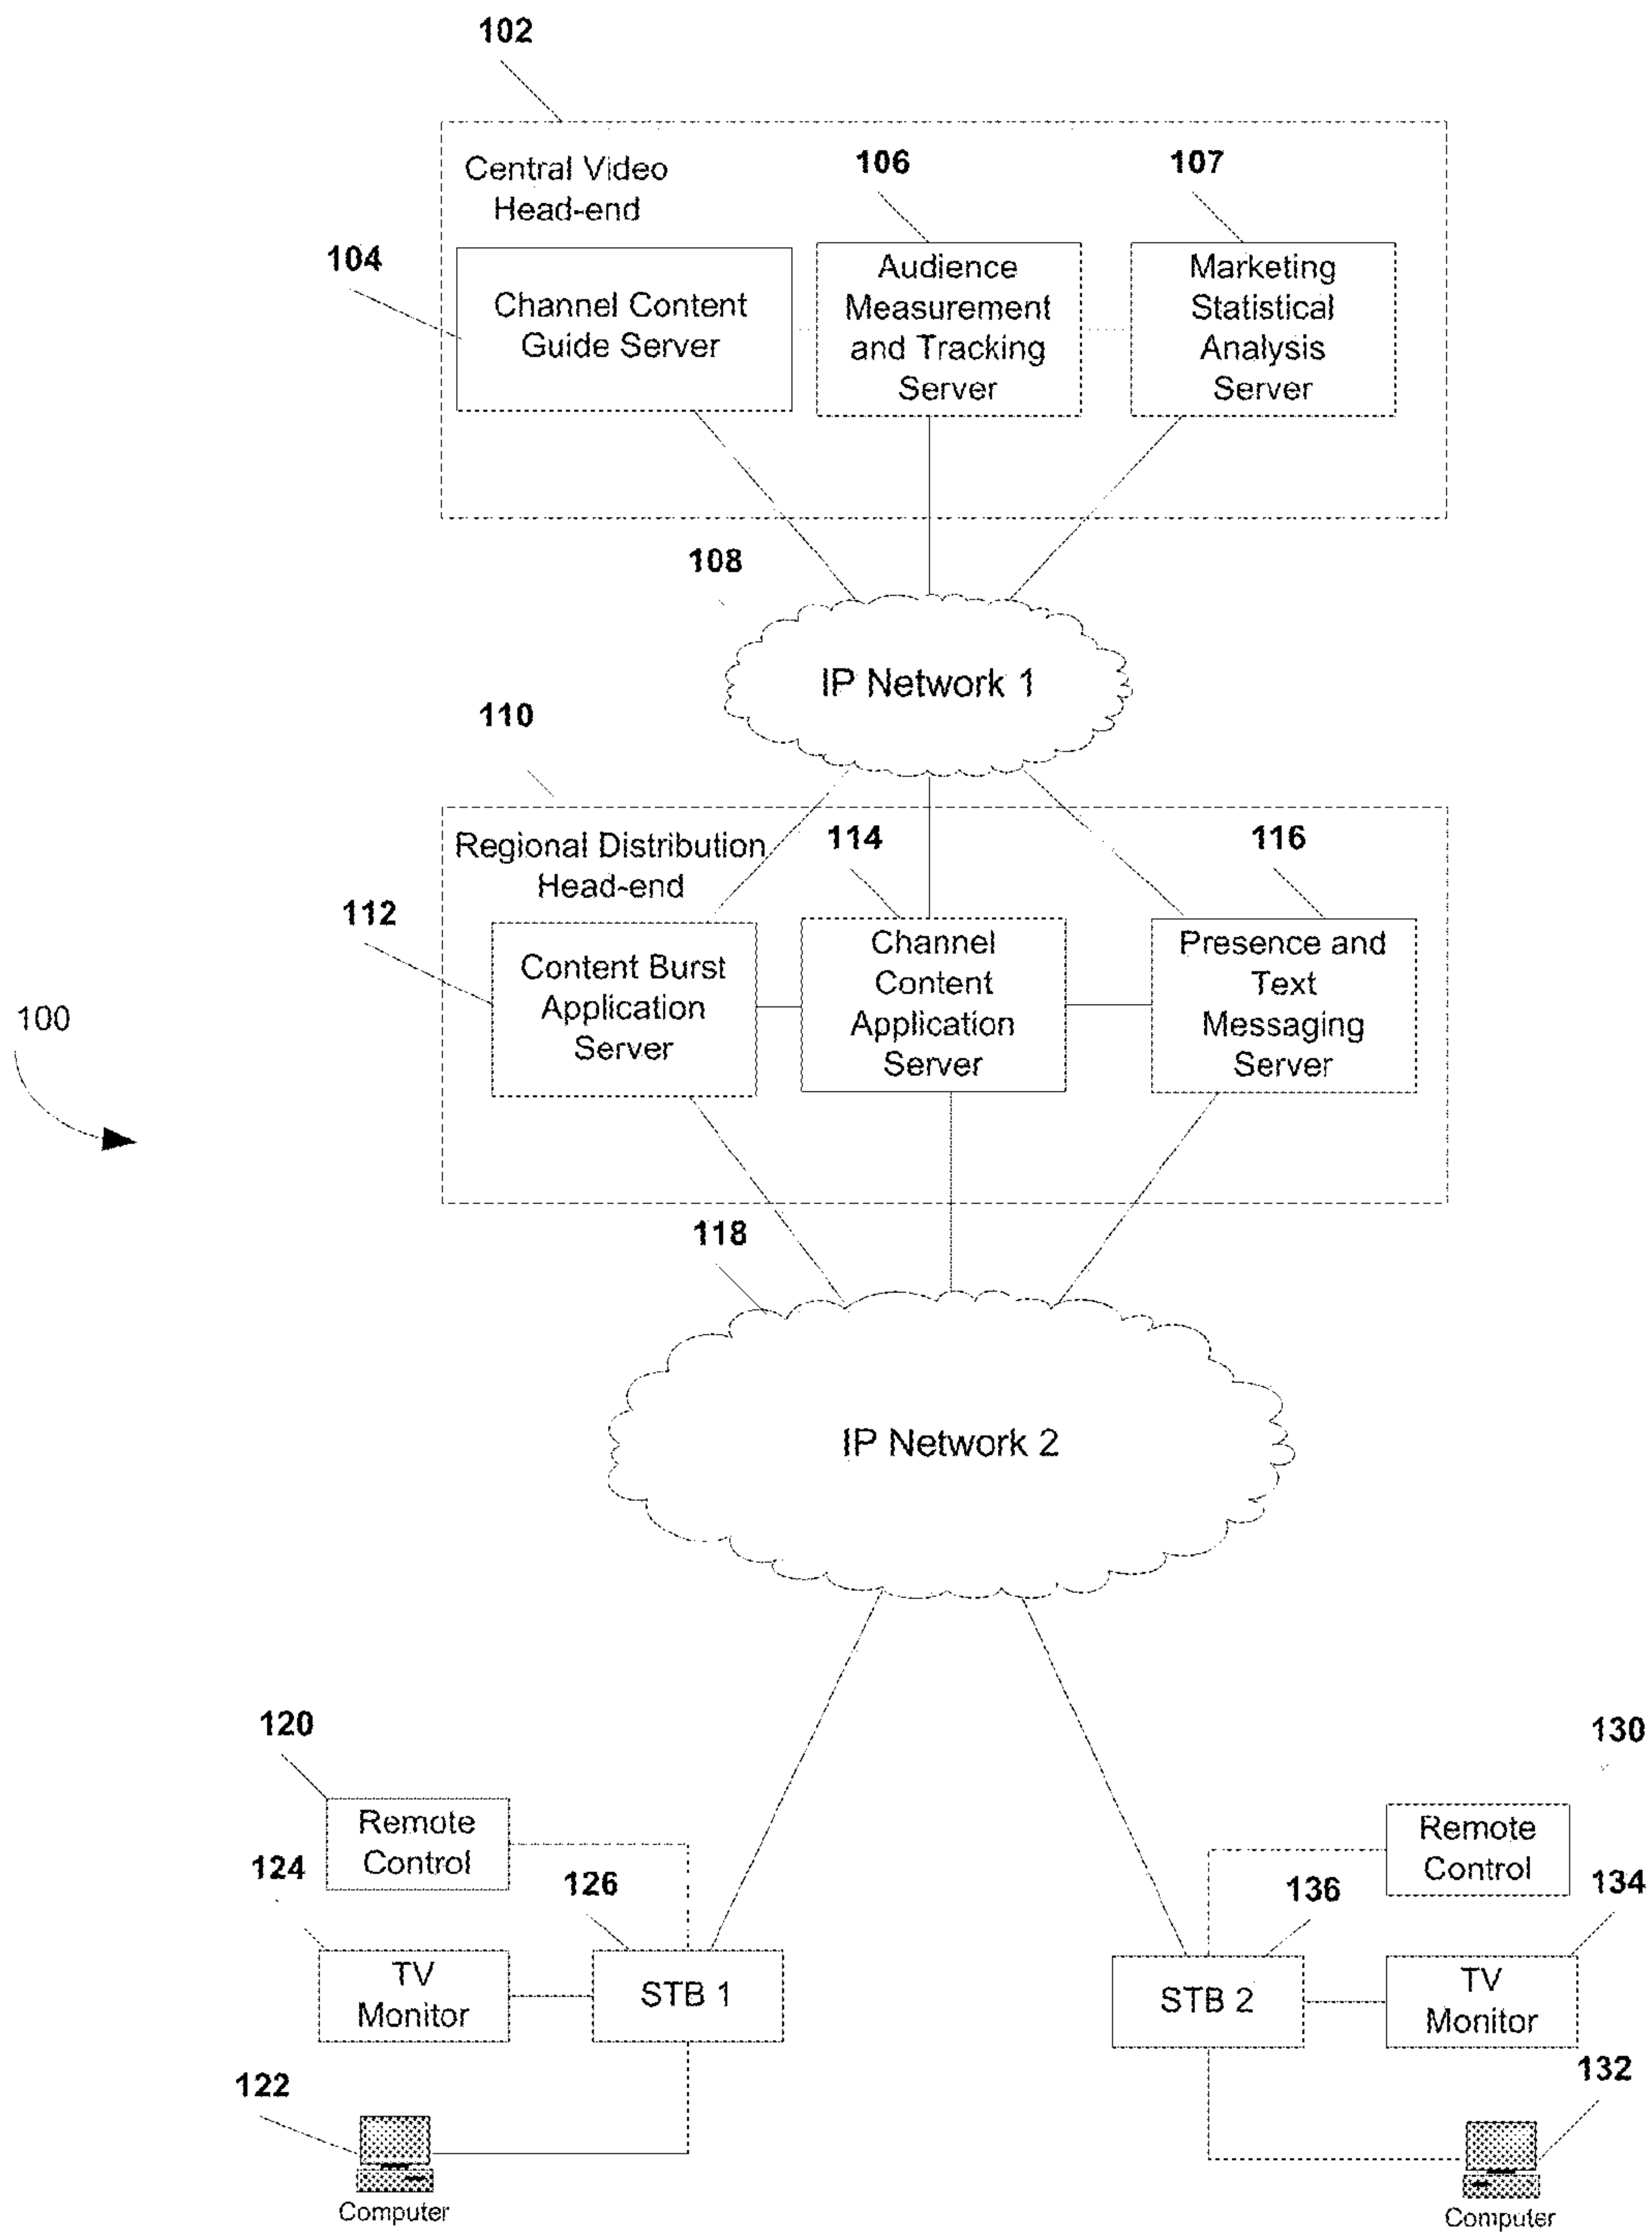 102
Central Video
Head-end
106
107
104
Channel Content
Guide Server
Audience
Measurement
and Tracking
Server
Marketing
Statistical
Analysis
Server
108
IP Network 1
110
Regional Distribution
Head-end
114
116
112
Content Burst
Application
Server
Channel
Content
Application
Server
Presence and
Text
Messaging
Server
100
118
IP Network 2
120
130
Remote
Control
Remote
Control
124
126
136
134
TV
Monitor
STB 1
STB 2
TV
Monitor
122
132
Computer
Computer